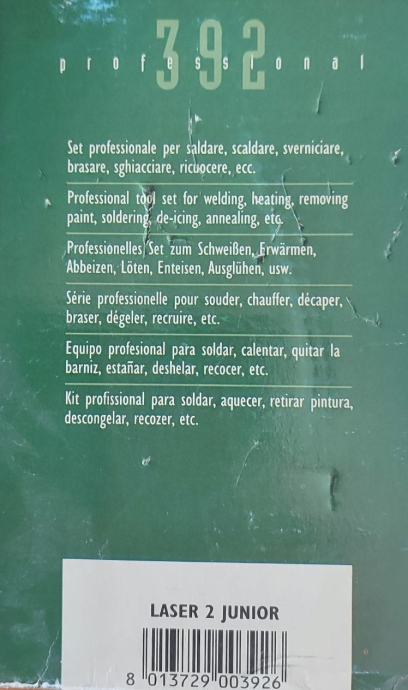 392
professional
Set professionale per saldare, scaldare, sverniciare,
brasare, sghiacciare, ricuocere, ecc.
Professional tool set for welding, heating, removing
paint, soldering, de-icing, annealing, etc.
Professionelles Set zum Schweißen, Erwärmen,
Abbeizen, Löten, Enteisen, Ausglühen, usw.
Série professionelle pour souder, chauffer, décaper,
braser, dégeler, recruire, etc.
Equipo profesional para soldar, calentar, quitar la
barniz, estañar, deshelar, recocer, etc.
Kit profissional para soldar, aquecer, retirar pintura,
descongelar, recozer, etc.
LASER 2 JUNIOR
8 013729 003926